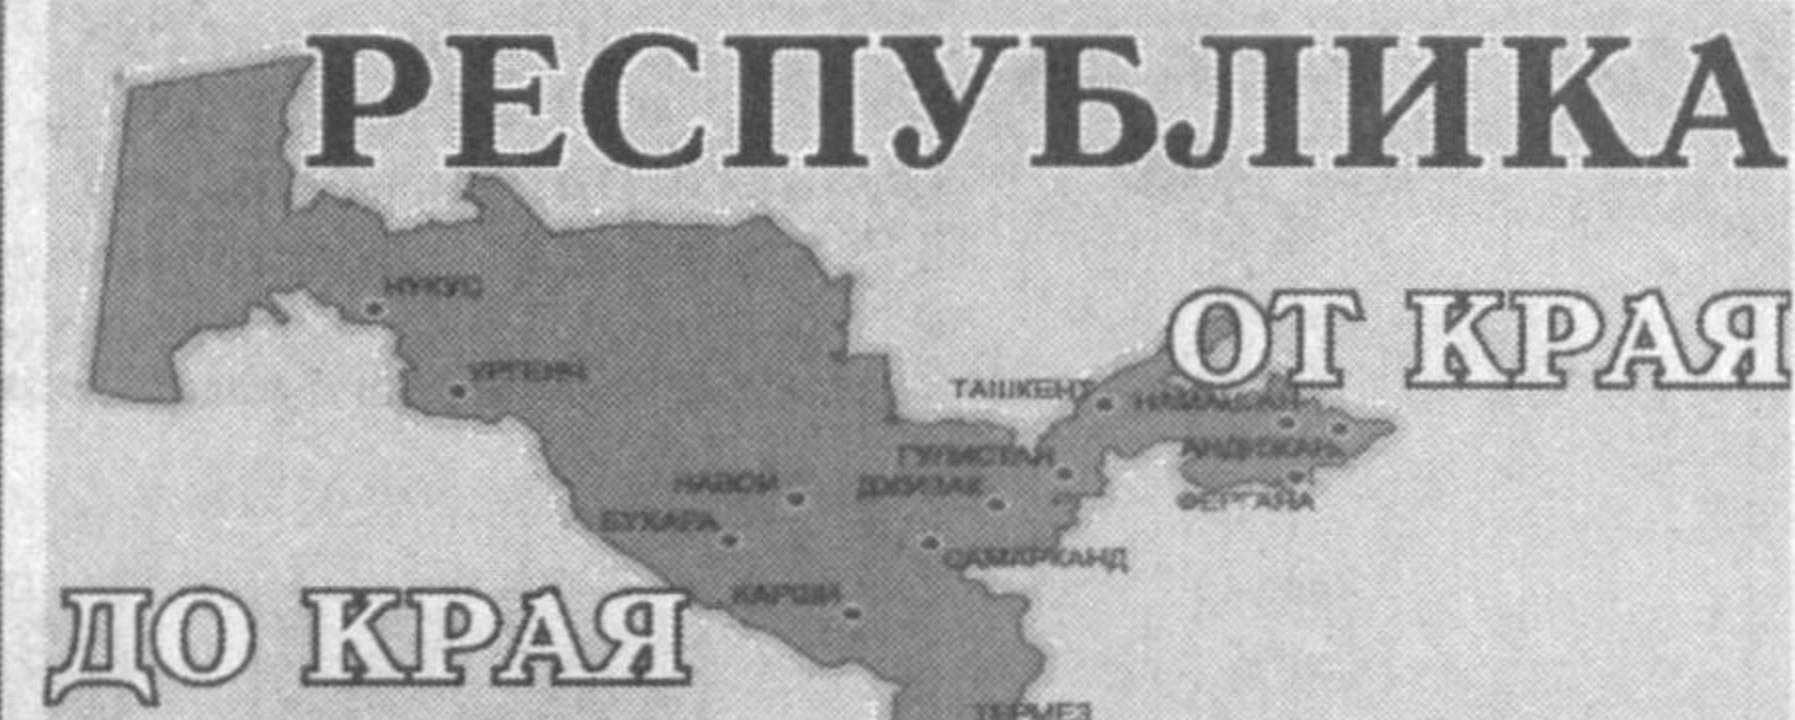 РЕСПУБЛИКА
ОТ КРАЯ
НУКУС
УРГЕНЧ
ТАШКЕНТ
НАМАНГАН
АНДИЖАН
ГУЛИСТАН
НАВОИ
ДЖИЗАК
ФЕРГАНА
БУХАРА
САМАРКАНД
КАРШИ
ДО КРАЯ
ТЕРМЕЗ